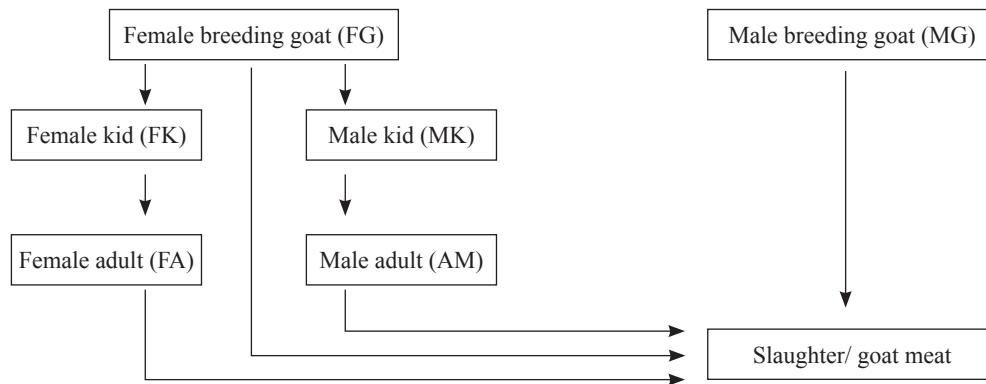 Female breeding goat (FG)
Male breeding goat (MG)
Female kid (FK)
Male kid (MK)
Female adult (FA)
Male adult (AM)
Slaughter/ goat meat